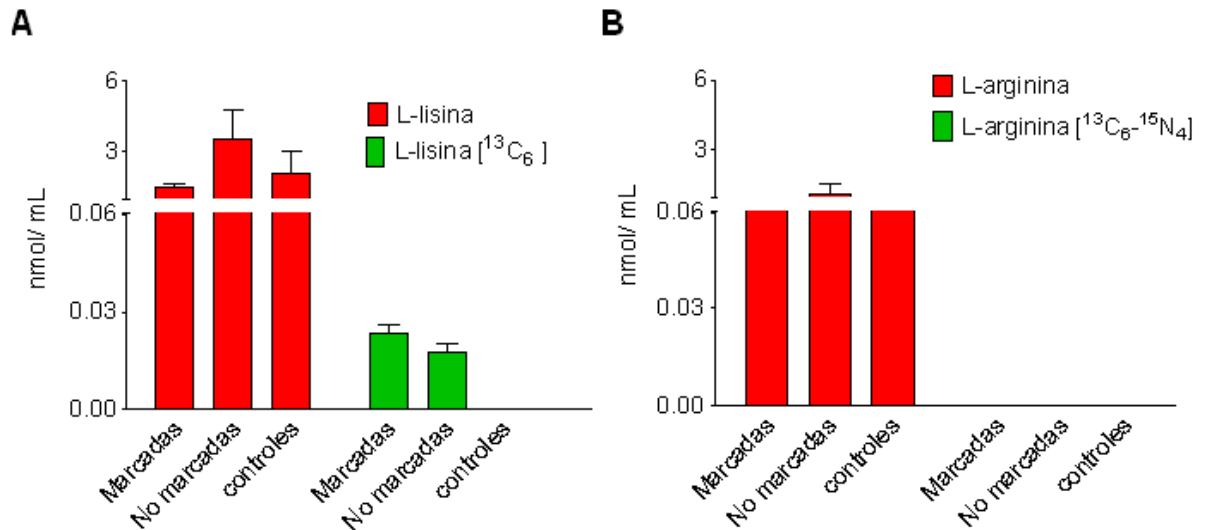 A
6
3
0.06
0.03
0.00
nmol/ mL
L-lisina
L-lisina [¹³C₆ ]
Marcadas
No marcadas
controles
Marcadas
No marcadas
controles
B
6
3
0.06
0.03
0.00
nmol/ mL
L-arginina
L-arginina [¹³C₆-¹⁵N₄]
Marcadas
No marcadas
controles
Marcadas
No marcadas
controles